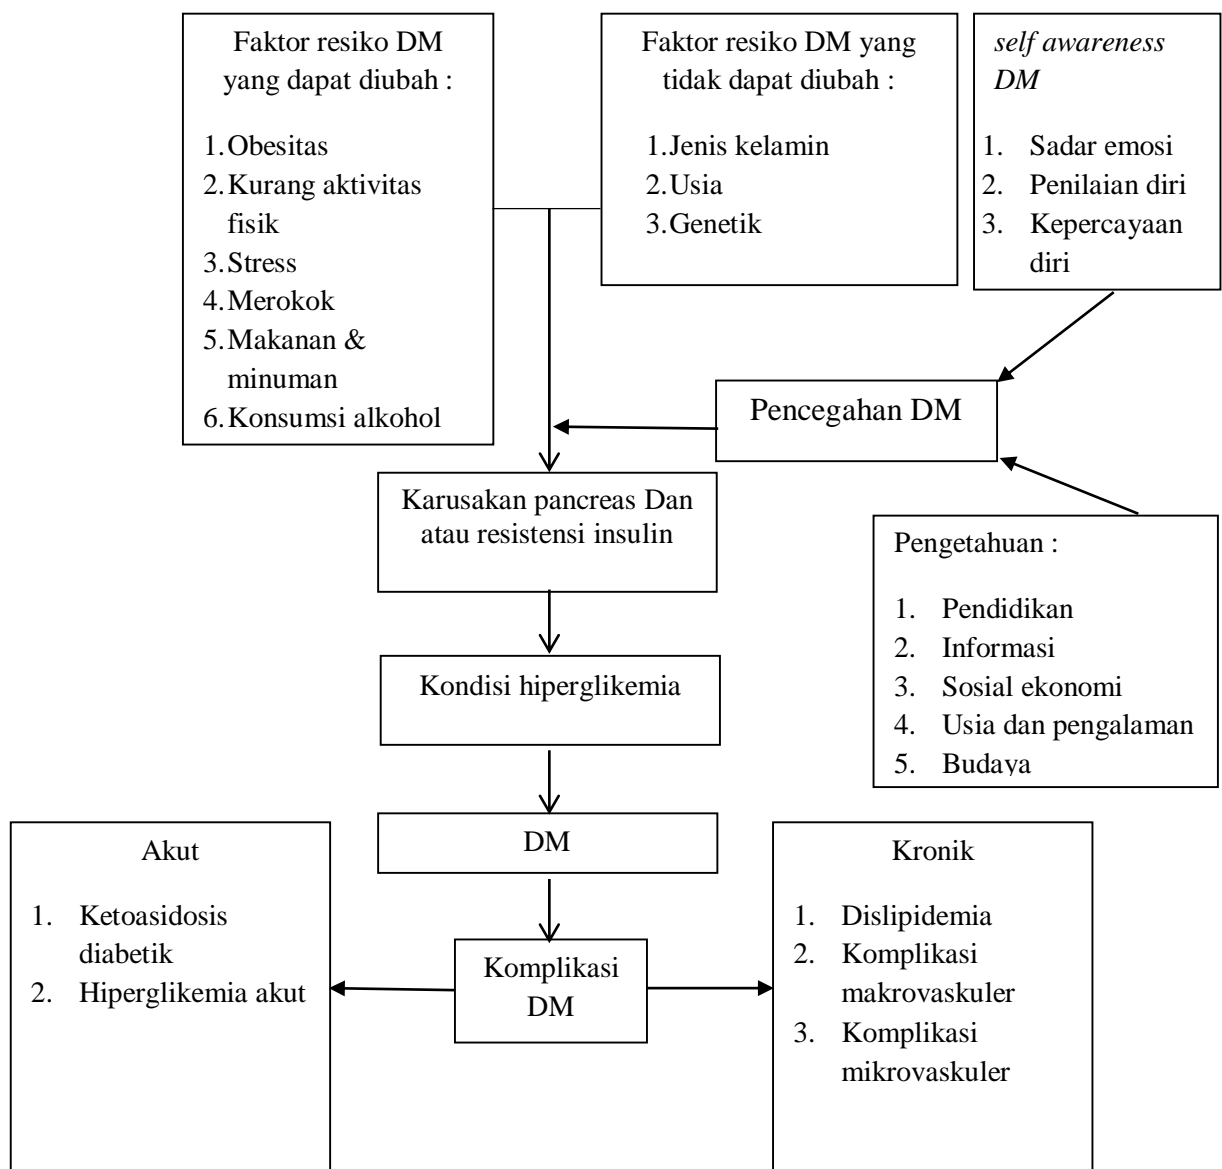 Faktor resiko DM
yang dapat diubah :
1. Obesitas
2. Kurang aktivitas
fisik
3. Stress
4. Merokok
5. Makanan &
minuman
6. Konsumsi alkohol
Faktor resiko DM yang
tidak dapat diubah :
1. Jenis kelamin
2. Usia
3. Genetik
self awareness
DM
1. Sadar emosi
2. Penilaian diri
3. Kepercayaan
diri
Pencegahan DM
Karusakan pancreas Dan
atau resistensi insulin
Pengetahuan :
1. Pendidikan
2. Informasi
3. Sosial ekonomi
4. Usia dan pengalaman
5. Budaya
Kondisi hiperglikemia
DM
Akut
1. Ketoasidosis
diabetik
2. Hiperglikemia akut
Komplikasi
DM
Kronik
1. Dislipidemia
2. Komplikasi
makrovaskuler
3. Komplikasi
mikrovaskuler